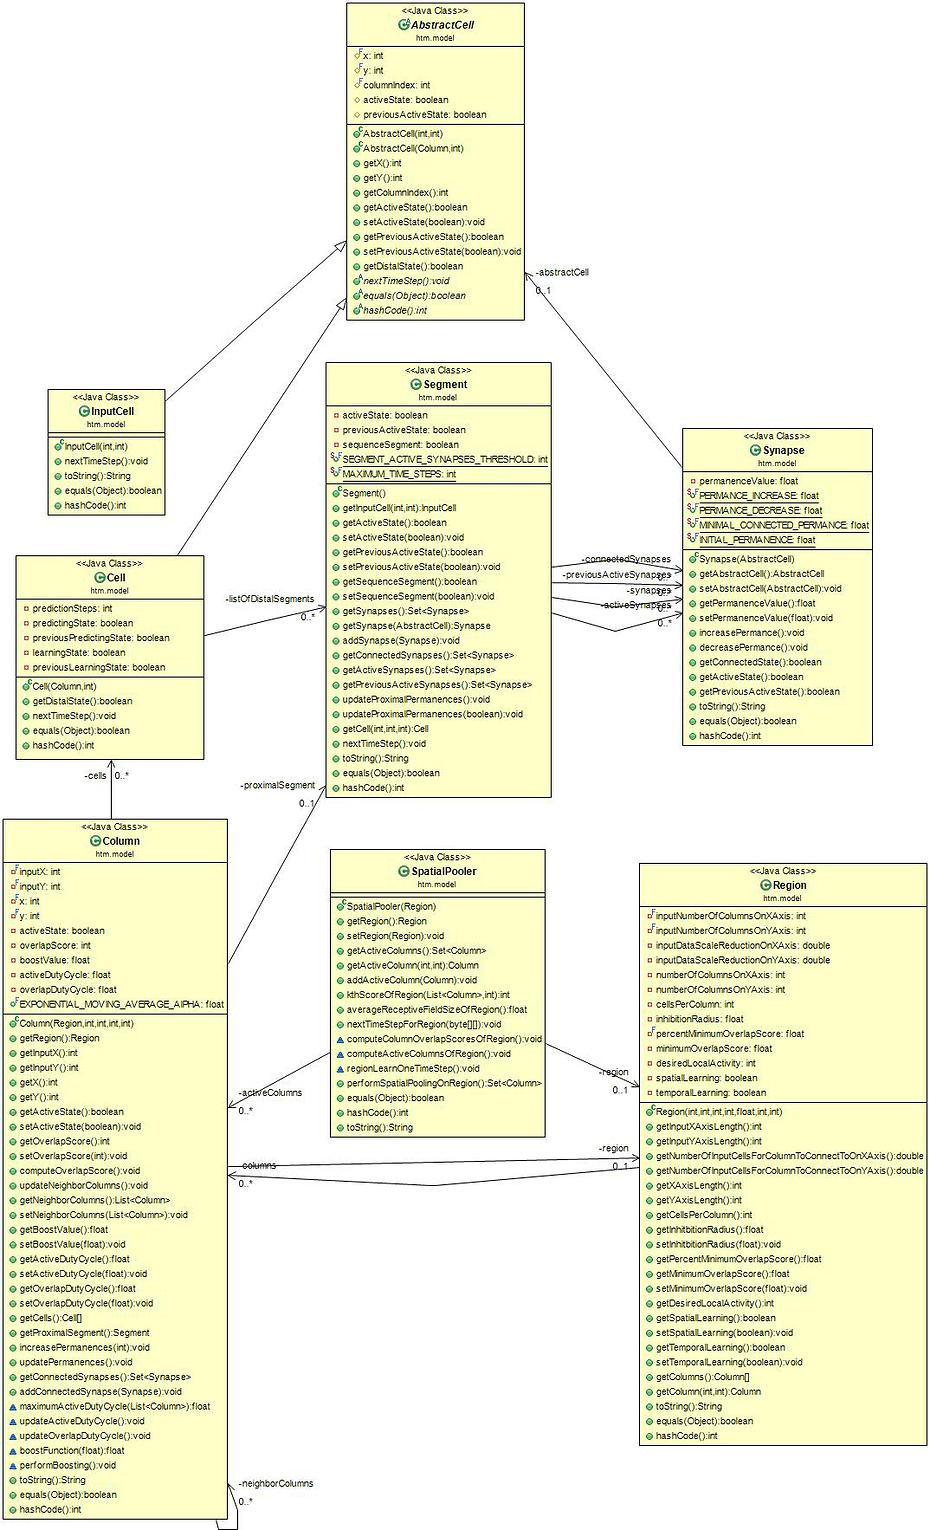 <<Java Class>>
AbstractCell
htm.model
x: int
y: int
columnIndex: int
activeState: boolean
previousActiveState: boolean
AbstractCell(int,int)
AbstractCell(Column,int)
getX():int
getY():int
getColumnIndex():int
getActiveState():boolean
setActiveState(boolean):void
getPreviousActiveState():boolean
setPreviousActiveState(boolean):void
getDistalState():boolean
nextTimeStep():void
equals(Object):boolean
hashCode():int
-abstractCell
0..1
<<Java Class>>
InputCell
htm.model
InputCell(int,int)
nextTimeStep():void
toString():String
equals(Object):boolean
hashCode():int
<<Java Class>>
Segment
htm.model
activeState: boolean
previousActiveState: boolean
sequenceSegment: boolean
SEGMENT_ACTIVE_SYNAPSES_THRESHOLD: int
MAXIMUM_TIME_STEPS: int
Segment()
getInputCell(int,int):InputCell
getActiveState():boolean
setActiveState(boolean):void
getPreviousActiveState():boolean
setPreviousActiveState(boolean):void
getSequenceSegment():boolean
setSequenceSegment(boolean):void
getSynapses():Set<Synapse>
getSynapse(AbstractCell):Synapse
addSynapse(Synapse):void
getConnectedSynapses():Set<Synapse>
getActiveSynapses():Set<Synapse>
getPreviousActiveSynapses():Set<Synapse>
updateProximalPermanences():void
updateProximalPermanences(boolean):void
getCell(int,int,int):Cell
nextTimeStep():void
toString():String
equals(Object):boolean
hashCode():int
-connectedSynapses
-previousActiveSynapses
-synapses
-activeSynapses
0..*
<<Java Class>>
Synapse
htm.model
permanenceValue: float
PERMANCE_INCREASE: float
PERMANCE_DECREASE: float
MINIMAL_CONNECTED_PERMANCE: float
INITIAL_PERMANENCE: float
Synapse(AbstractCell)
getAbstractCell():AbstractCell
setAbstractCell(AbstractCell):void
getPermanenceValue():float
setPermanenceValue(float):void
increasePermance():void
decreasePermance():void
getConnectedState():boolean
getActiveState():boolean
getPreviousActiveState():boolean
toString():String
equals(Object):boolean
hashCode():int
<<Java Class>>
Cell
htm.model
predictionSteps: int
predictingState: boolean
previousPredictingState: boolean
learningState: boolean
previousLearningState: boolean
Cell(Column,int)
getDistalState():boolean
nextTimeStep():void
equals(Object):boolean
hashCode():int
-listOfDistalSegments
0..*
-cells 0..*
-proximalSegment
0..1
<<Java Class>>
Column
htm.model
inputX: int
inputY: int
x: int
y: int
activeState: boolean
overlapScore: int
boostValue: float
activeDutyCycle: float
overlapDutyCycle: float
EXPONENTIAL_MOVING_AVERAGE_AlPHA: float
Column(Region,int,int,int,int)
getRegion():Region
getInputX():int
getInputY():int
getX():int
getY():int
getActiveState():boolean
setActiveState(boolean):void
getOverlapScore():int
setOverlapScore(int):void
computeOverlapScore():void
updateNeighborColumns():void
getNeighborColumns():List<Column>
setNeighborColumns(List<Column>):void
getBoostValue():float
setBoostValue(float):void
getActiveDutyCycle():float
setActiveDutyCycle(float):void
getOverlapDutyCycle():float
setOverlapDutyCycle(float):void
getCells():Cell[]
getProximalSegment():Segment
increasePermanences(int):void
updatePermanences():void
getConnectedSynapses():Set<Synapse>
addConnectedSynapse(Synapse):void
maximumActiveDutyCycle(List<Column>):float
updateActiveDutyCycle():void
updateOverlapDutyCycle():void
boostFunction(float):float
performBoosting():void
toString():String
equals(Object):boolean
hashCode():int
-neighborColumns
0..*
<<Java Class>>
SpatialPooler
htm.model
SpatialPooler(Region)
getRegion():Region
setRegion(Region):void
getActiveColumns():Set<Column>
getActiveColumn(int,int):Column
addActiveColumn(Column):void
kthScoreOfRegion(List<Column>,int):int
averageReceptiveFieldSizeOfRegion():float
nextTimeStepForRegion(byte[][]):void
computeColumnOverlapScoresOfRegion():void
computeActiveColumnsOfRegion():void
regionLearnOneTimeStep():void
performSpatialPoolingOnRegion():Set<Column>
equals(Object):boolean
hashCode():int
toString():String
-activeColumns
0..*
-region
0..1
-columns
0..*
-region
0..1
<<Java Class>>
Region
htm.model
inputNumberOfColumnsOnXAxis: int
inputNumberOfColumnsOnYAxis: int
inputDataScaleReductionOnXAxis: double
inputDataScaleReductionOnYAxis: double
numberOfColumnsOnXAxis: int
numberOfColumnsOnYAxis: int
cellsPerColumn: int
inhibitionRadius: float
percentMinimumOverlapScore: float
minimumOverlapScore: float
desiredLocalActivity: int
spatialLearning: boolean
temporalLearning: boolean
Region(int,int,int,int,float,int,int)
getInputXAxisLength():int
getInputYAxisLength():int
getNumberOfInputCellsForColumnToConnectToOnXAxis():double
getNumberOfInputCellsForColumnToConnectToOnYAxis():double
getXAxisLength():int
getYAxisLength():int
getCellsPerColumn():int
getInhitbitionRadius():float
setInhitbitionRadius(float):void
getPercentMinimumOverlapScore():float
getMinimumOverlapScore():float
setMinimumOverlapScore(float):void
getDesiredLocalActivity():int
getSpatialLearning():boolean
setSpatialLearning(boolean):void
getTemporalLearning():boolean
setTemporalLearning(boolean):void
getColumns():Column[]
getColumn(int,int):Column
toString():String
equals(Object):boolean
hashCode():int